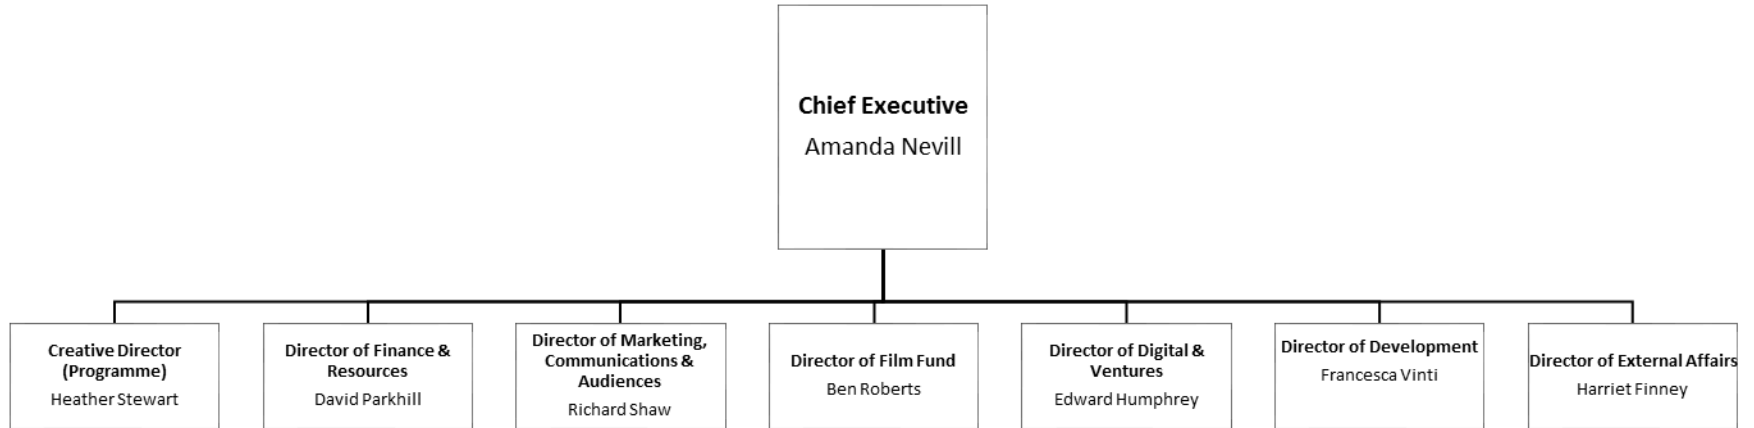 Chief Executive
Amanda Nevill
Creative Director
(Programme)
Heather Stewart
Director of Finance &
Resources
David Parkhill
Director of Marketing,
Communications &
Audiences
Richard Shaw
Director of Film Fund
Ben Roberts
Director of Digital &
Ventures
Edward Humphrey
Director of Development
Francesca Vinti
Director of External Affairs
Harriet Finney